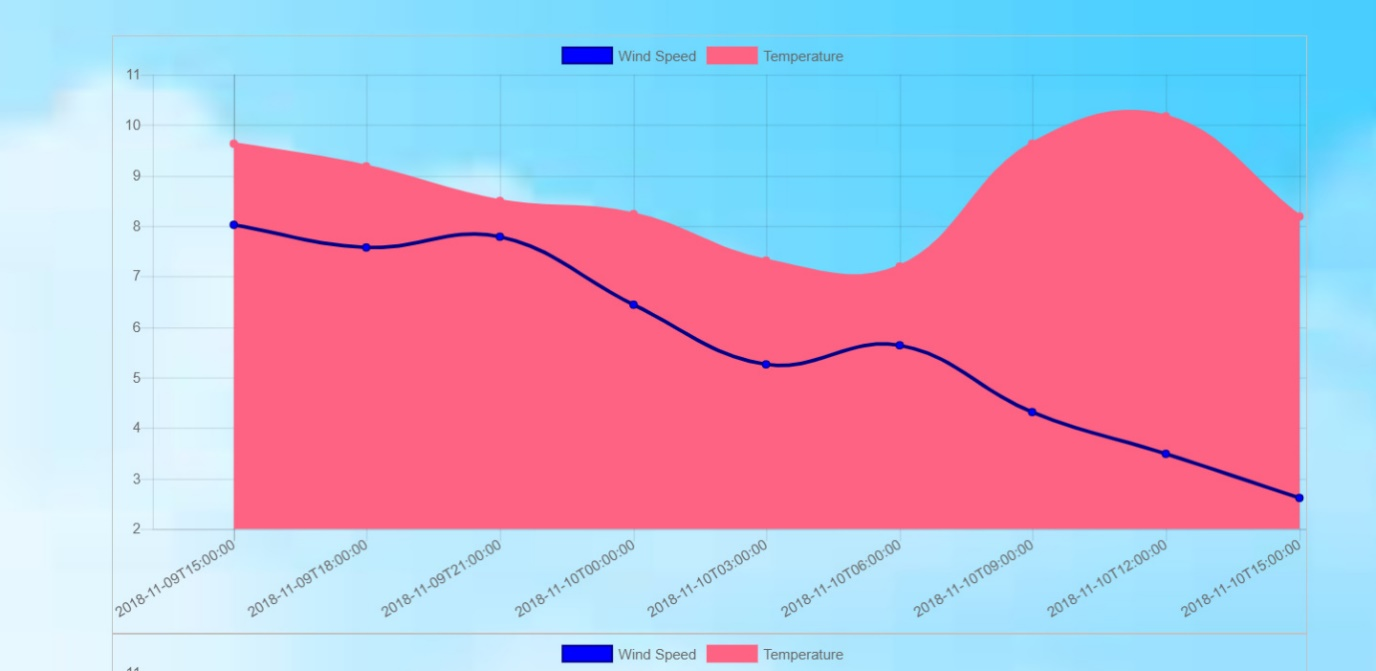 Wind Speed Temperature
11
10
9
8
7
6
5
4
3
2
2018-11-09T15:00:00
2018-11-09T18:00:00
2018-11-09T21:00:00
2018-11-10T00:00:00
2018-11-10T03:00:00
2018-11-10T06:00:00
2018-11-10T09:00:00
2018-11-10T12:00:00
2018-11-10T15:00:00
Wind Speed Temperature
11